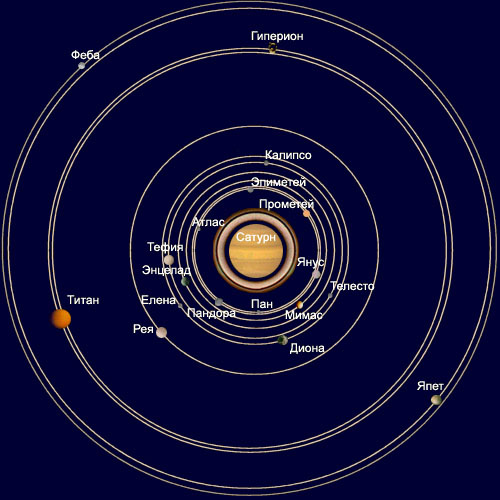 Гиперион
Феба
Калипсо
Эпиметей
Прометей
Атлас
Сатурн
Тефия
Янус
Энцелад
Телесто
Титан
Елена
Пан
Пандора
Мимас
Рея
Диона
Япет